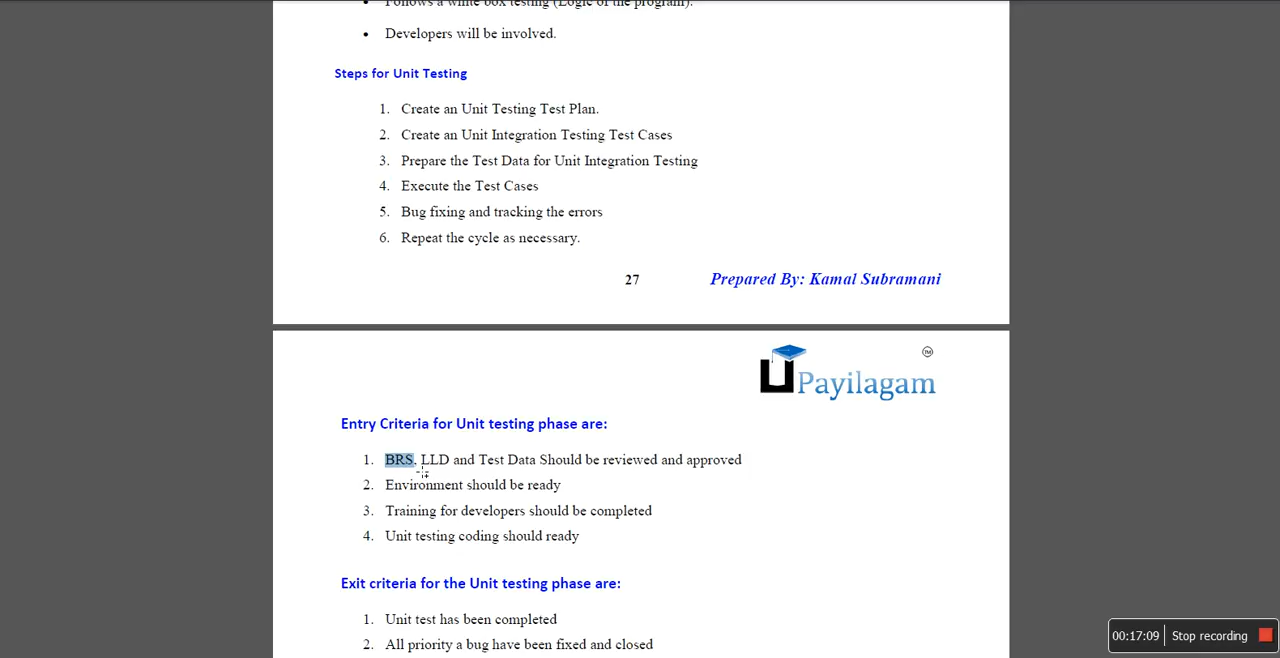 Follows a white box testing (Logic of the program).
Developers will be involved.
Steps for Unit Testing
1. Create an Unit Testing Test Plan.
2. Create an Unit Integration Testing Test Cases
3. Prepare the Test Data for Unit Integration Testing
4. Execute the Test Cases
5. Bug fixing and tracking the errors
6. Repeat the cycle as necessary.
27 Prepared By: Kamal Subramani
TM
Payilagam
Entry Criteria for Unit testing phase are:
1. BRS, LLD and Test Data Should be reviewed and approved
2. Environment should be ready
3. Training for developers should be completed
4. Unit testing coding should ready
Exit criteria for the Unit testing phase are:
1. Unit test has been completed
2. All priority a bug have been fixed and closed
00:17:09 Stop recording